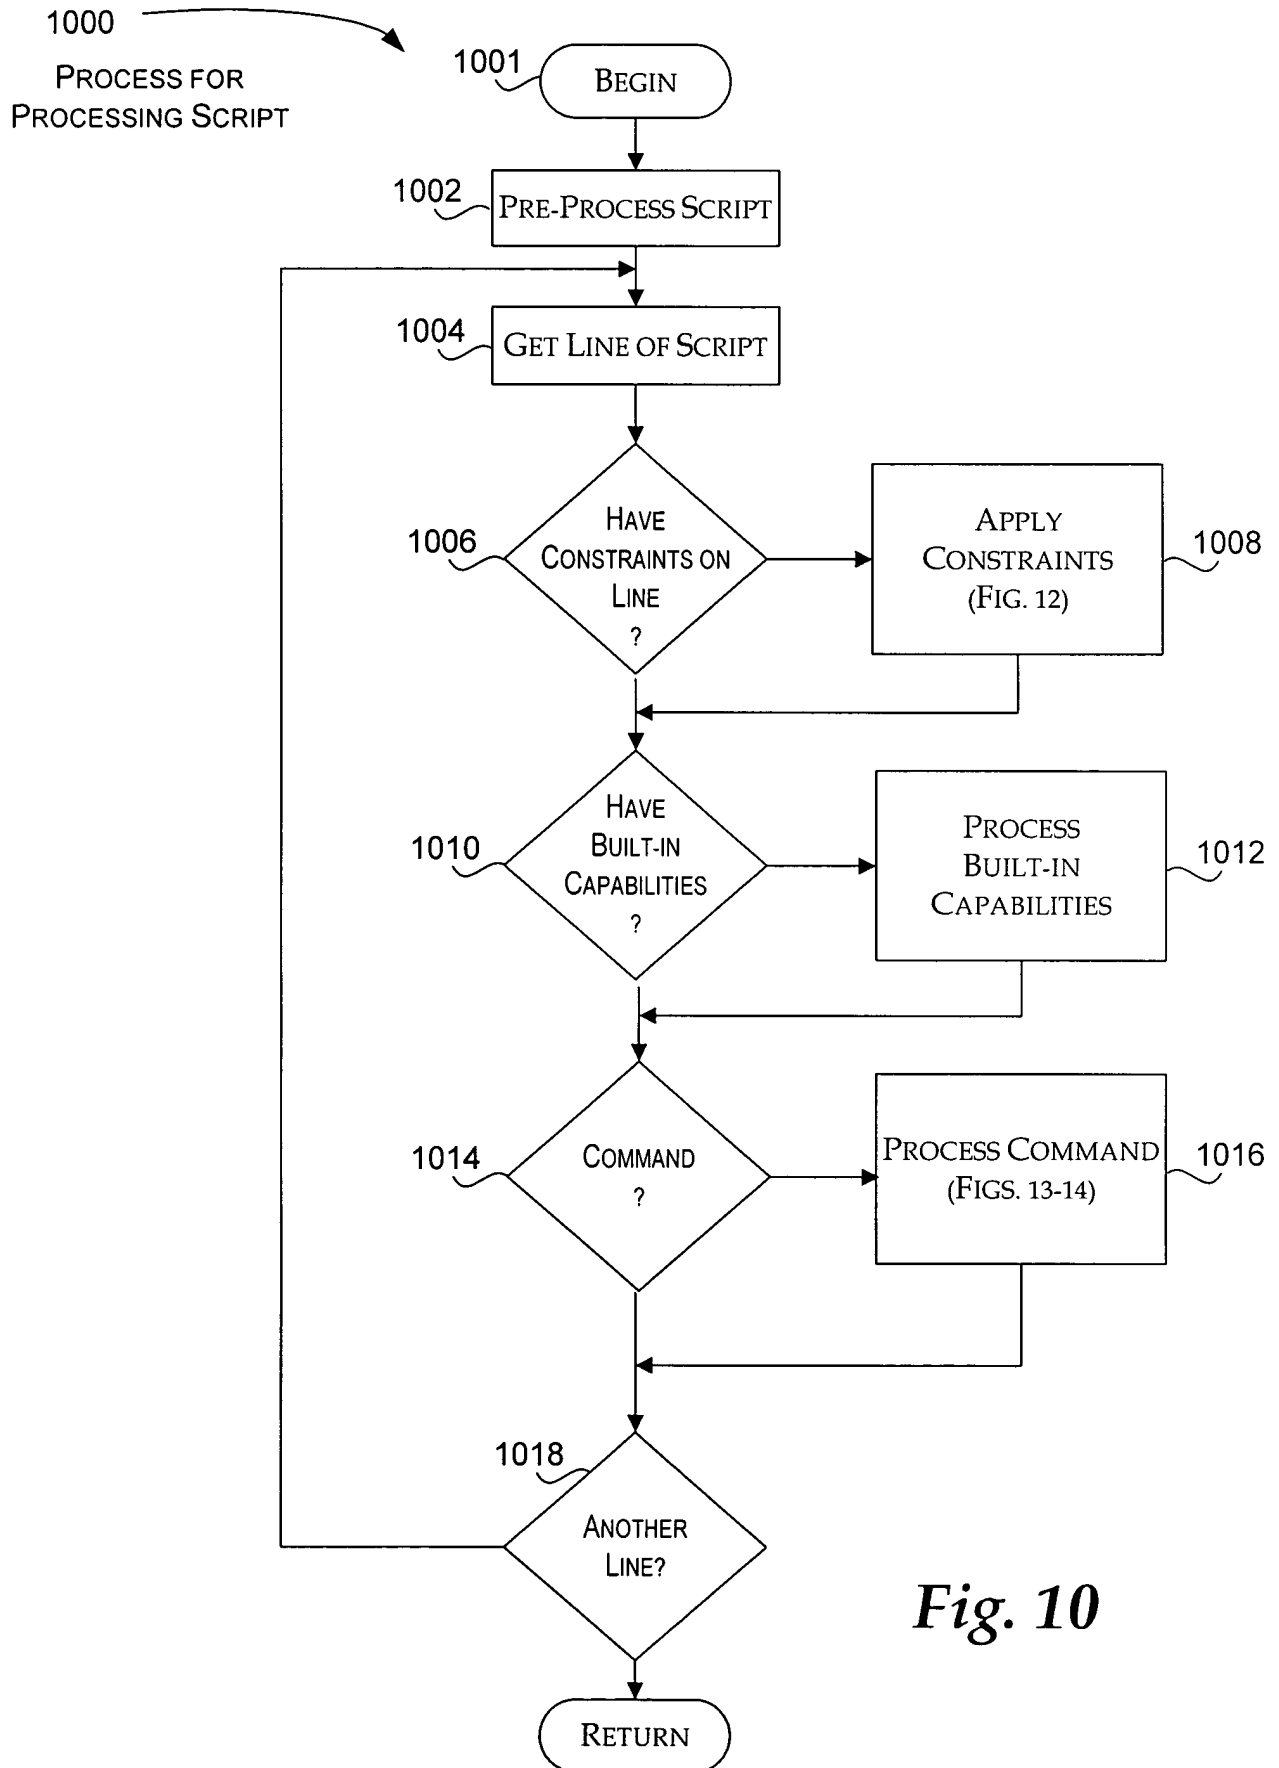 1000
PROCESS FOR
PROCESSING SCRIPT
1001
BEGIN
1002
PRE-PROCESS SCRIPT
1004
GET LINE OF SCRIPT
1006
HAVE
CONSTRAINTS ON
LINE
?
APPLY
CONSTRAINTS
(FIG. 12)
1008
1010
HAVE
BUILT-IN
CAPABILITIES
?
PROCESS
BUILT-IN
CAPABILITIES
1012
1014
COMMAND
?
PROCESS COMMAND
(FIGS. 13-14)
1016
1018
ANOTHER
LINE?
Fig. 10
RETURN